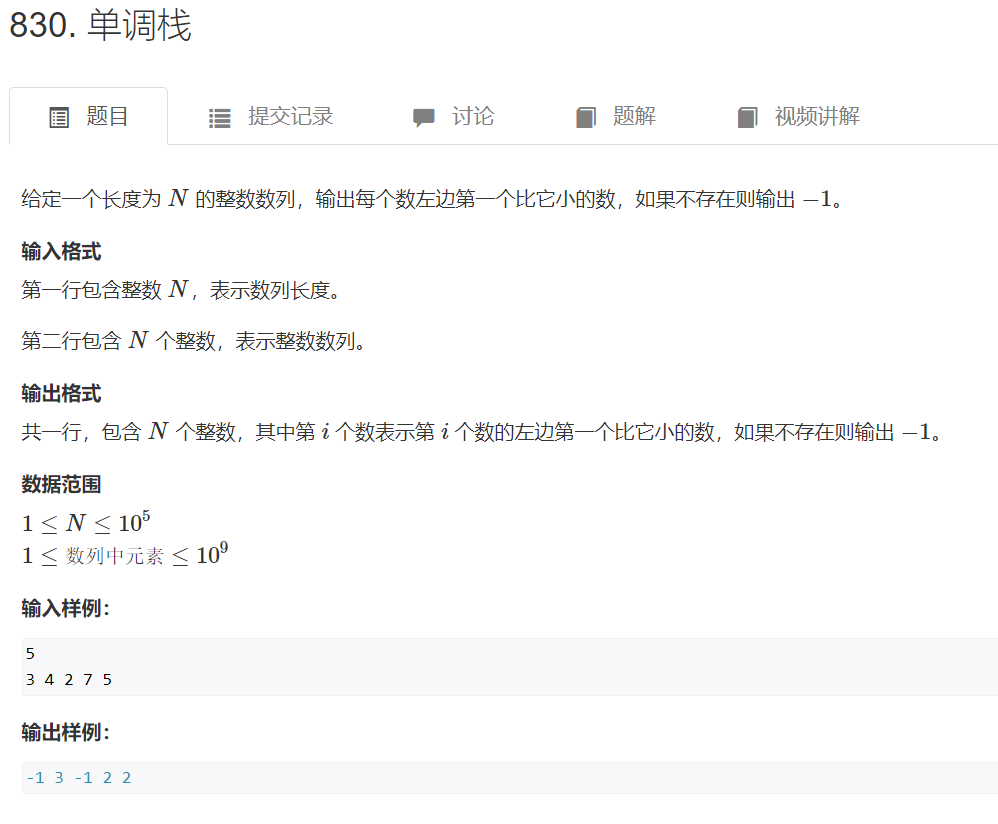 830. 单调栈
题目 提交记录 讨论 题解 视频讲解
给定一个长度为 N 的整数数列，输出每个数左边第一个比它小的数，如果不存在则输出 −1。
输入格式
第一行包含整数 N，表示数列长度。
第二行包含 N 个整数，表示整数数列。
输出格式
共一行，包含 N 个整数，其中第 i 个数表示第 i 个数的左边第一个比它小的数，如果不存在则输出 −1。
数据范围
1 ≤ N ≤ 10⁵
1 ≤ 数列中元素 ≤ 10⁹
输入样例：
5
3 4 2 7 5
输出样例：
-1 3 -1 2 2